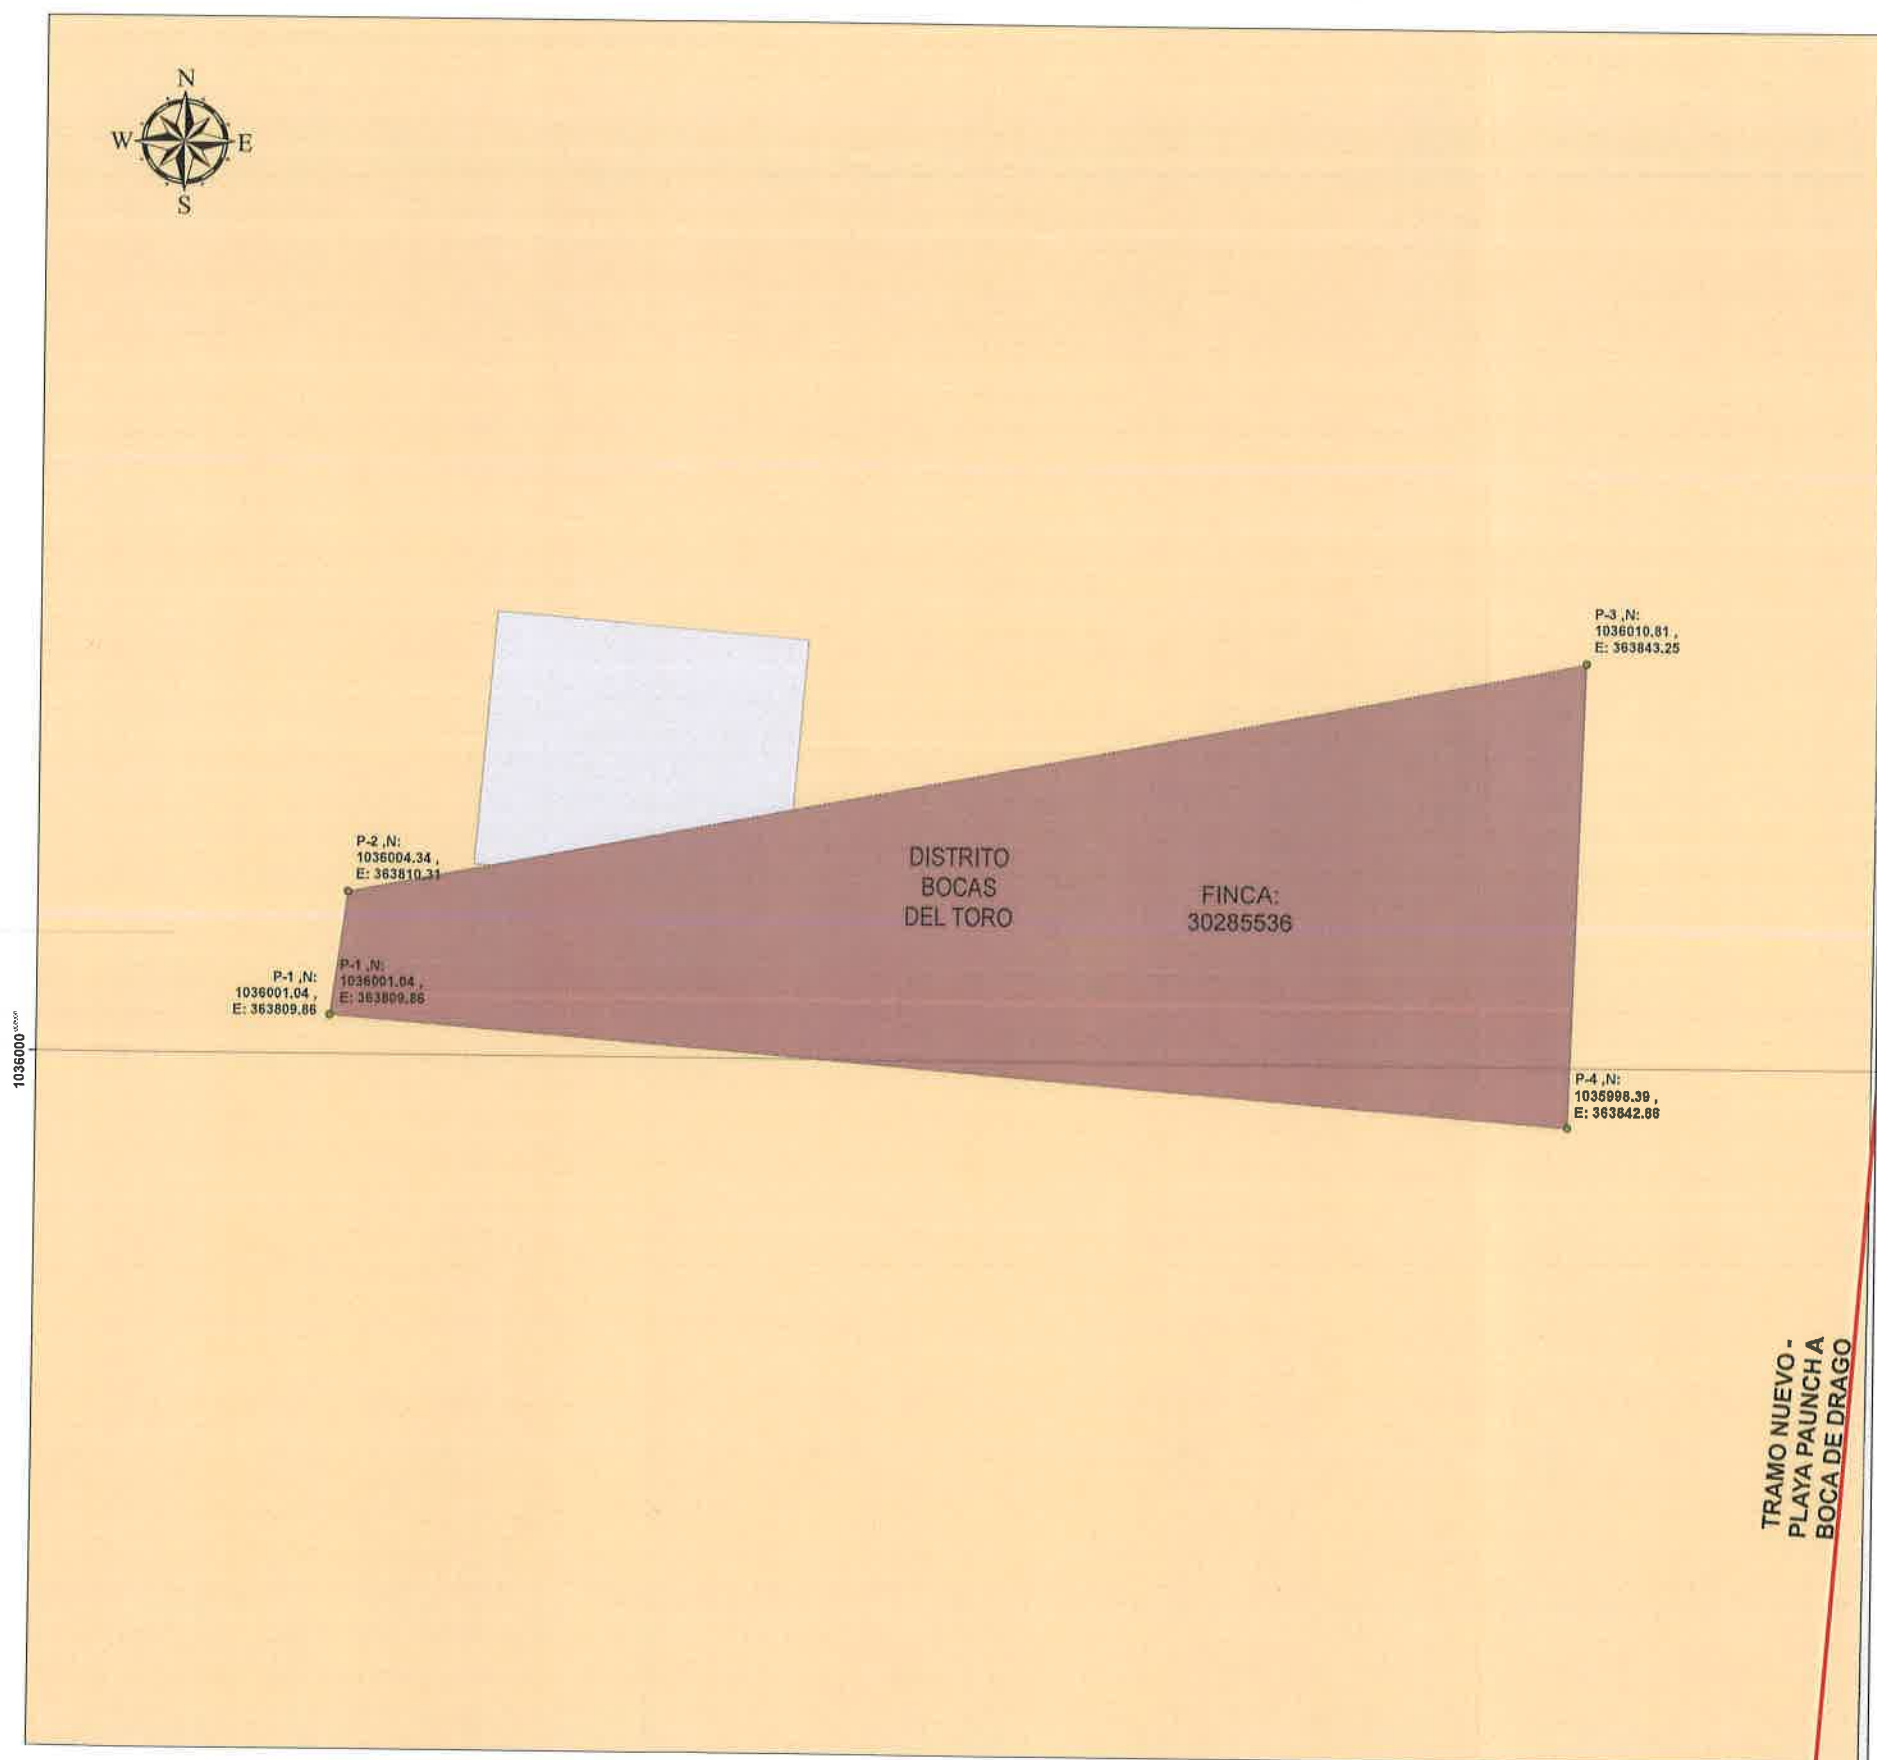 N
W
E
S
P-3 ,N:
1036010.81 ,
E: 363843.25
P-2 ,N:
1036004.34 ,
E: 363810.31
DISTRITO
BOCAS
DEL TORO
FINCA:
30285536
P-1 ,N:
1036001.04 ,
E: 363809.86
P-1 ,N:
1036001.04 ,
E: 363809.86
1036000
P-4 ,N:
1035998.39 ,
E: 363842.86
TRAMO NUEVO -
PLAYA PAUNCH A
BOCA DE DRAGO